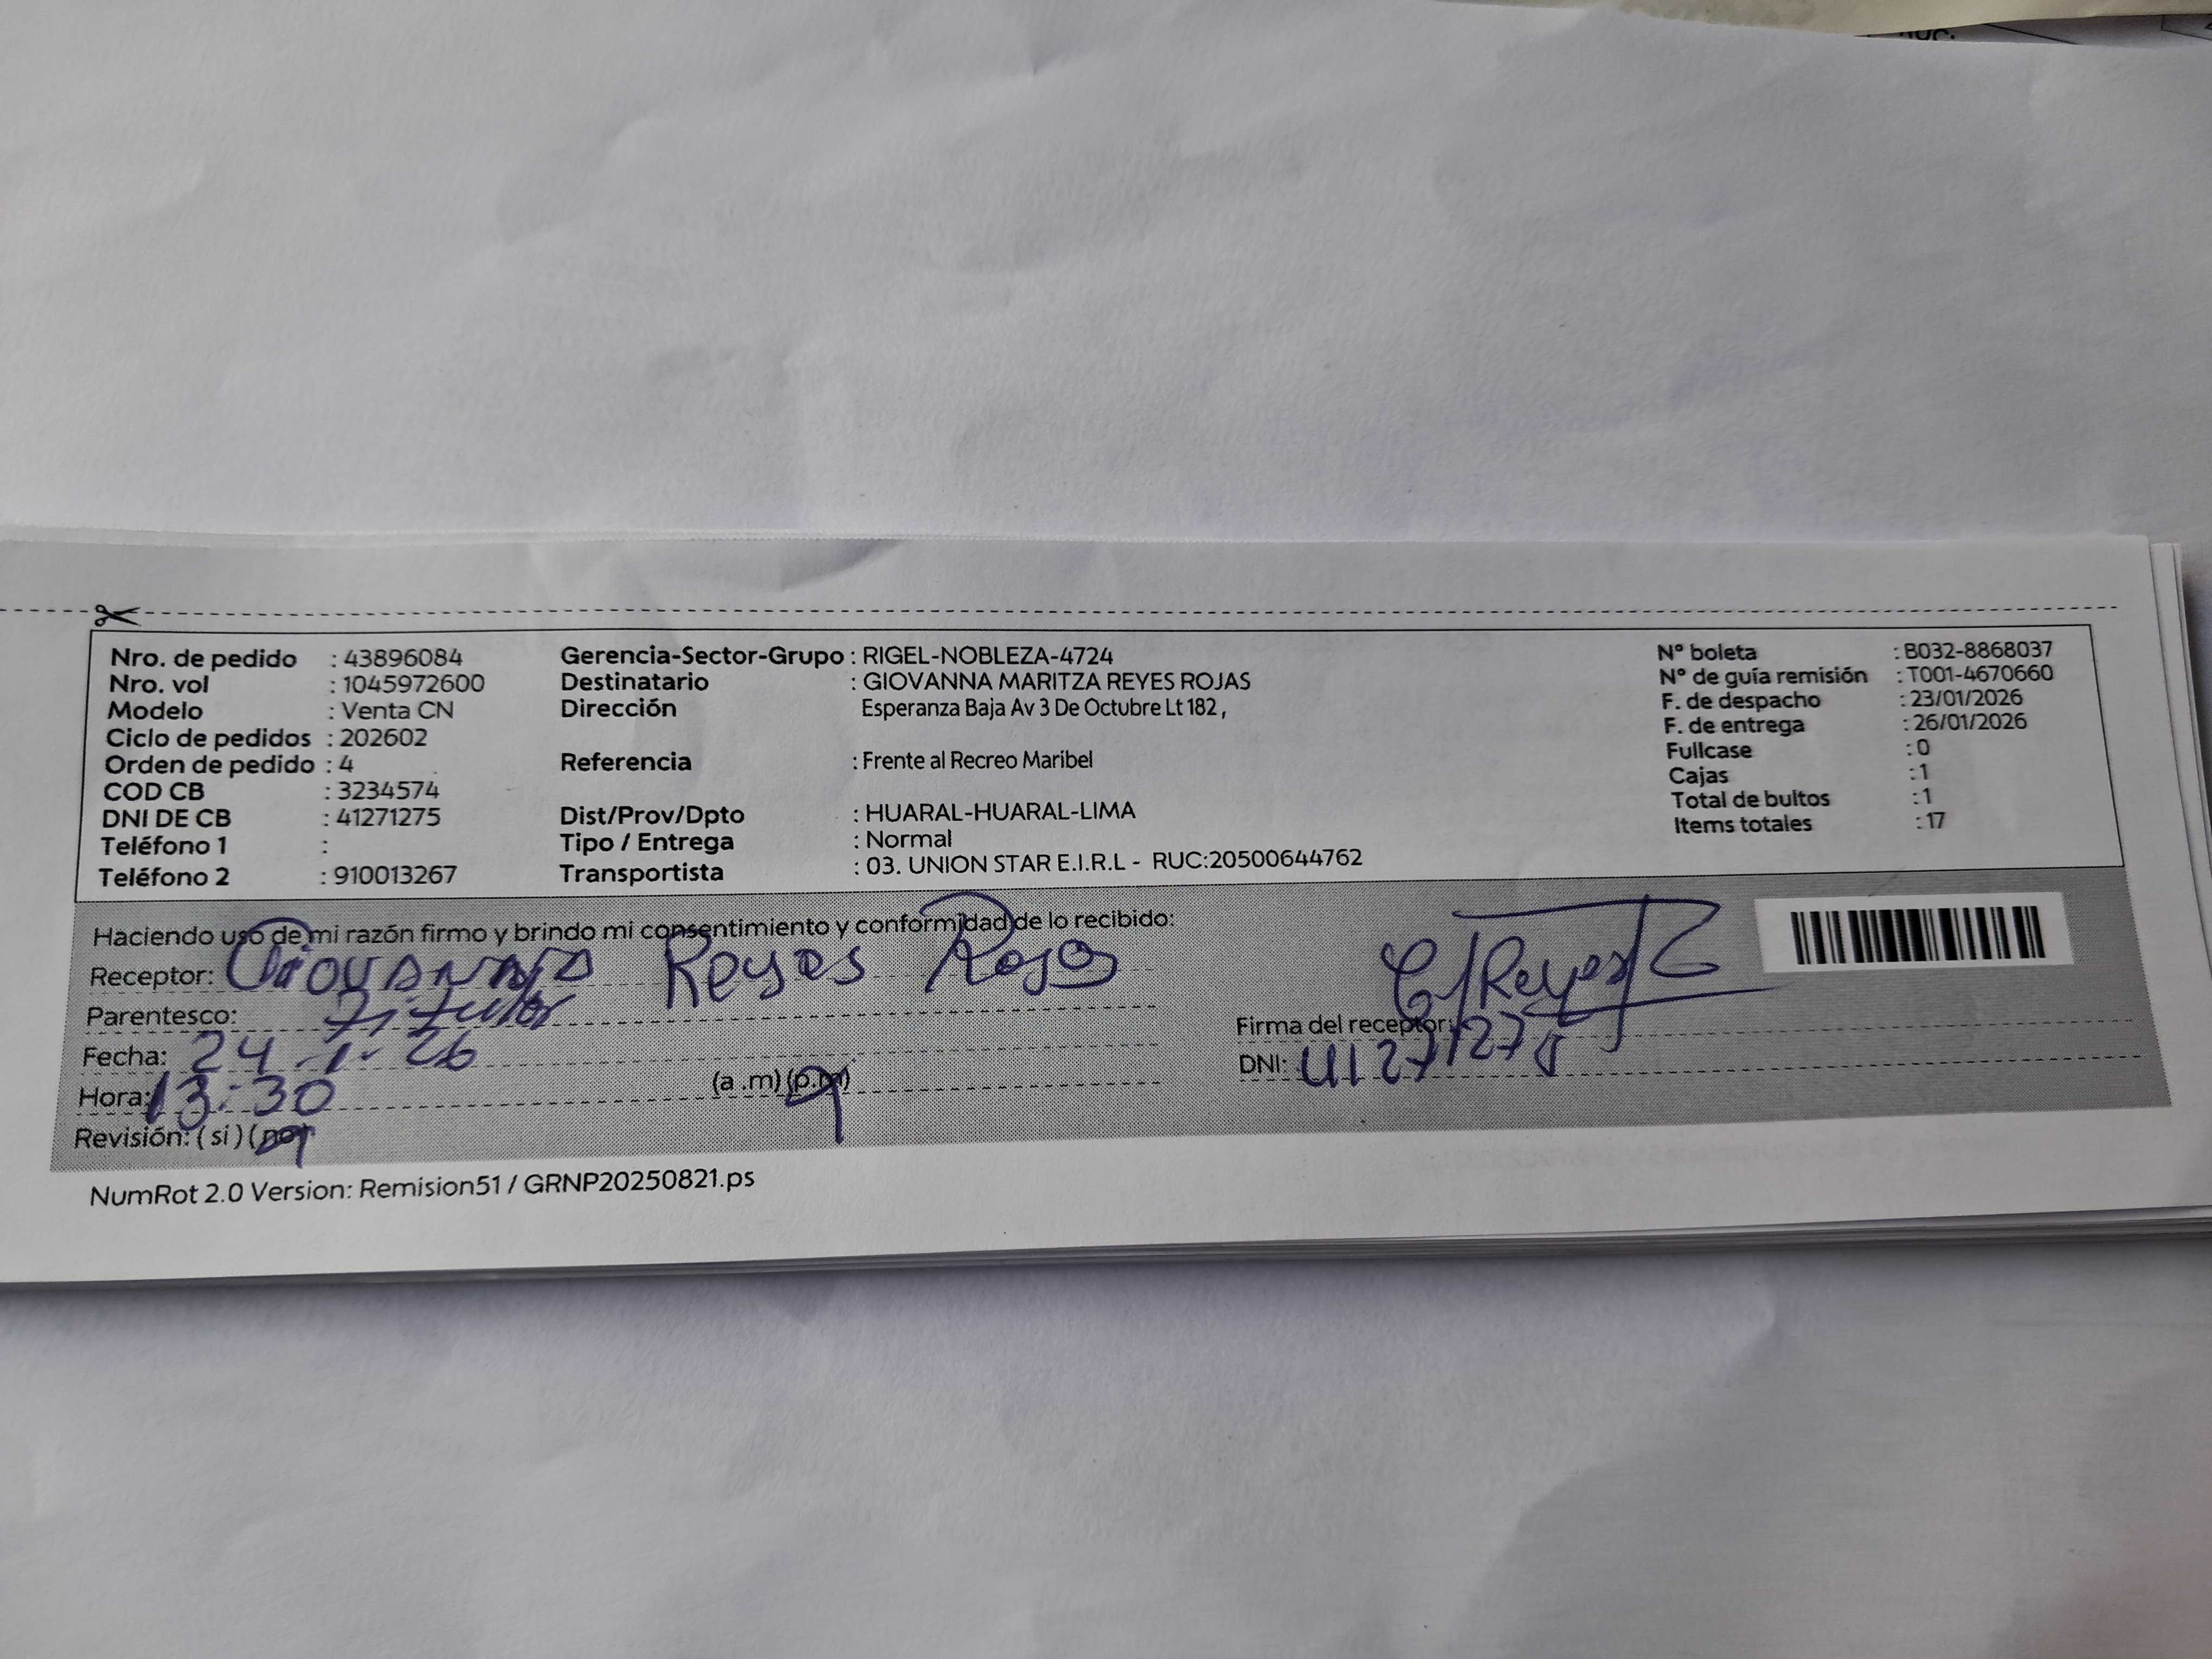 Nro. de pedido : 43896084
Nro. vol : 1045972600
Modelo : Venta CN
Ciclo de pedidos : 202602
Orden de pedido : 4
COD CB : 3234574
DNI DE CB : 41271275
Teléfono 1 :
Teléfono 2 : 910013267
Gerencia-Sector-Grupo : RIGEL-NOBLEZA-4724
Destinatario : GIOVANNA MARITZA REYES ROJAS
Dirección Esperanza Baja Av 3 De Octubre Lt 182 ,
Referencia : Frente al Recreo Maribel
Dist/Prov/Dpto : HUARAL-HUARAL-LIMA
Tipo / Entrega : Normal
Transportista : 03. UNION STAR E.I.R.L - RUC:20500644762
Nº boleta : B032-8868037
Nº de guía remisión : T001-4670660
F. de despacho : 23/01/2026
F. de entrega : 26/01/2026
Fullcase : 0
Cajas : 1
Total de bultos : 1
Items totales : 17
Haciendo uso de mi razón firmo y brindo mi consentimiento y conformidad de lo recibido:
Receptor: Giovanna Reyes Rojas
Parentesco: Titular
Fecha: 24-1-26
Hora: 13:30 (a .m) (p.m)
Revisión: ( si ) ( no )
Reyes
Firma del receptor:
DNI: 41271275
NumRot 2.0 Version: Remision51 / GRNP20250821.ps